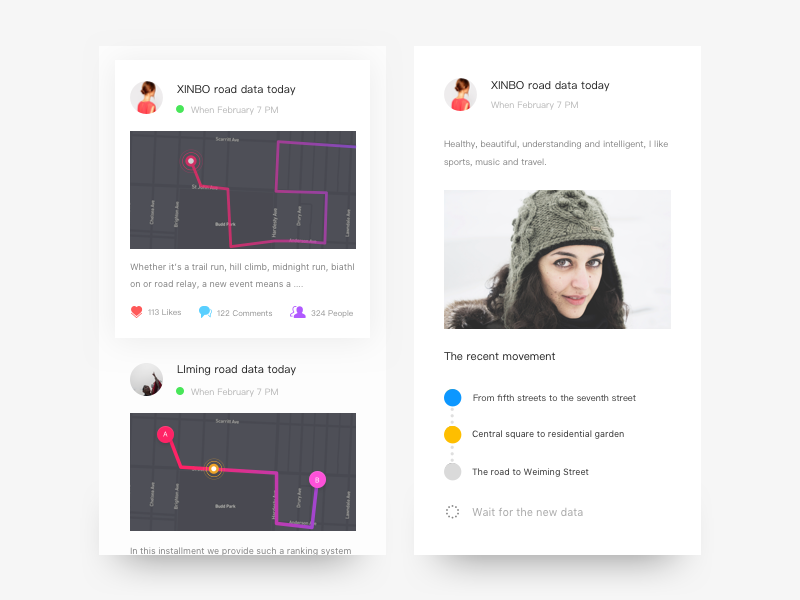 XINBO road data today
When February 7 PM
Starritt Ave
St. John Ave
Chelsea Ave
Brighton Ave
Budd Park
Hardesty Ave
Drury Ave
Lawndale Ave
Anderson Ave
Whether it's a trail run, hill climb, midnight run, biathl
on or road relay, a new event means a ....
113 Likes
122 Comments
324 People
LIming road data today
When February 7 PM
Starritt Ave
A
B
Chelsea Ave
Brighton Ave
Budd Park
Hardesty Ave
Drury Ave
Lawndale Ave
Anderson Ave
In this installment we provide such a ranking system
XINBO road data today
When February 7 PM
Healthy, beautiful, understanding and intelligent, I like
sports, music and travel.
The recent movement
From fifth streets to the seventh street
Central square to residential garden
The road to Weiming Street
Wait for the new data